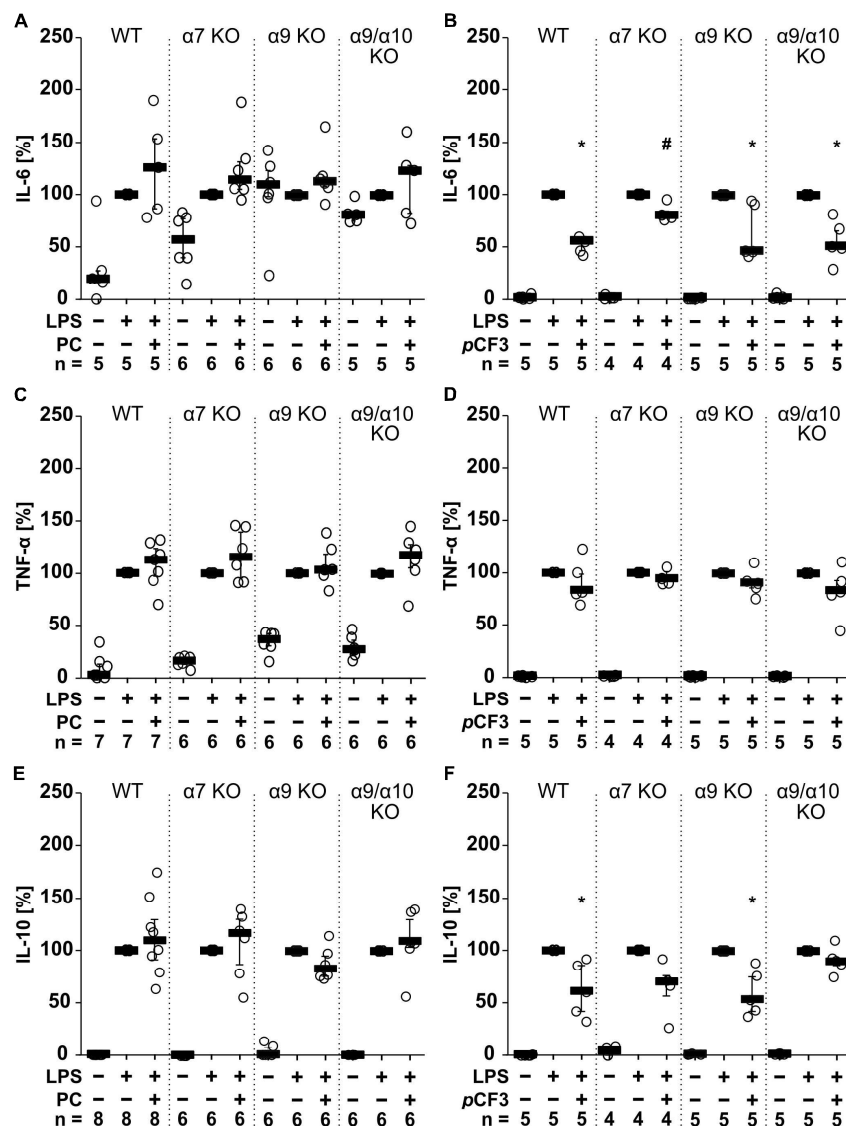 A
WT α7 KO α9 KO α9/α10 KO
IL-6 [%]
250
200
150
100
50
0
LPS − + + − + + − + + − + +
PC − − + − − + − − + − − +
n = 5 5 5 6 6 6 6 6 6 5 5 5
B
WT α7 KO α9 KO α9/α10 KO
IL-6 [%]
250
200
150
100
50
0
* # * *
LPS − + + − + + − + + − + +
pCF3 − − + − − + − − + − − +
n = 5 5 5 4 4 4 5 5 5 5 5 5
C
WT α7 KO α9 KO α9/α10 KO
TNF-α [%]
250
200
150
100
50
0
LPS − + + − + + − + + − + +
PC − − + − − + − − + − − +
n = 7 7 7 6 6 6 6 6 6 6 6 6
D
WT α7 KO α9 KO α9/α10 KO
TNF-α [%]
250
200
150
100
50
0
LPS − + + − + + − + + − + +
pCF3 − − + − − + − − + − − +
n = 5 5 5 4 4 4 5 5 5 5 5 5
E
WT α7 KO α9 KO α9/α10 KO
IL-10 [%]
250
200
150
100
50
0
LPS − + + − + + − + + − + +
PC − − + − − + − − + − − +
n = 8 8 8 6 6 6 6 6 6 6 6 6
F
WT α7 KO α9 KO α9/α10 KO
IL-10 [%]
250
200
150
100
50
0
* *
LPS − + + − + + − + + − + +
pCF3 − − + − − + − − + − − +
n = 5 5 5 4 4 4 5 5 5 5 5 5